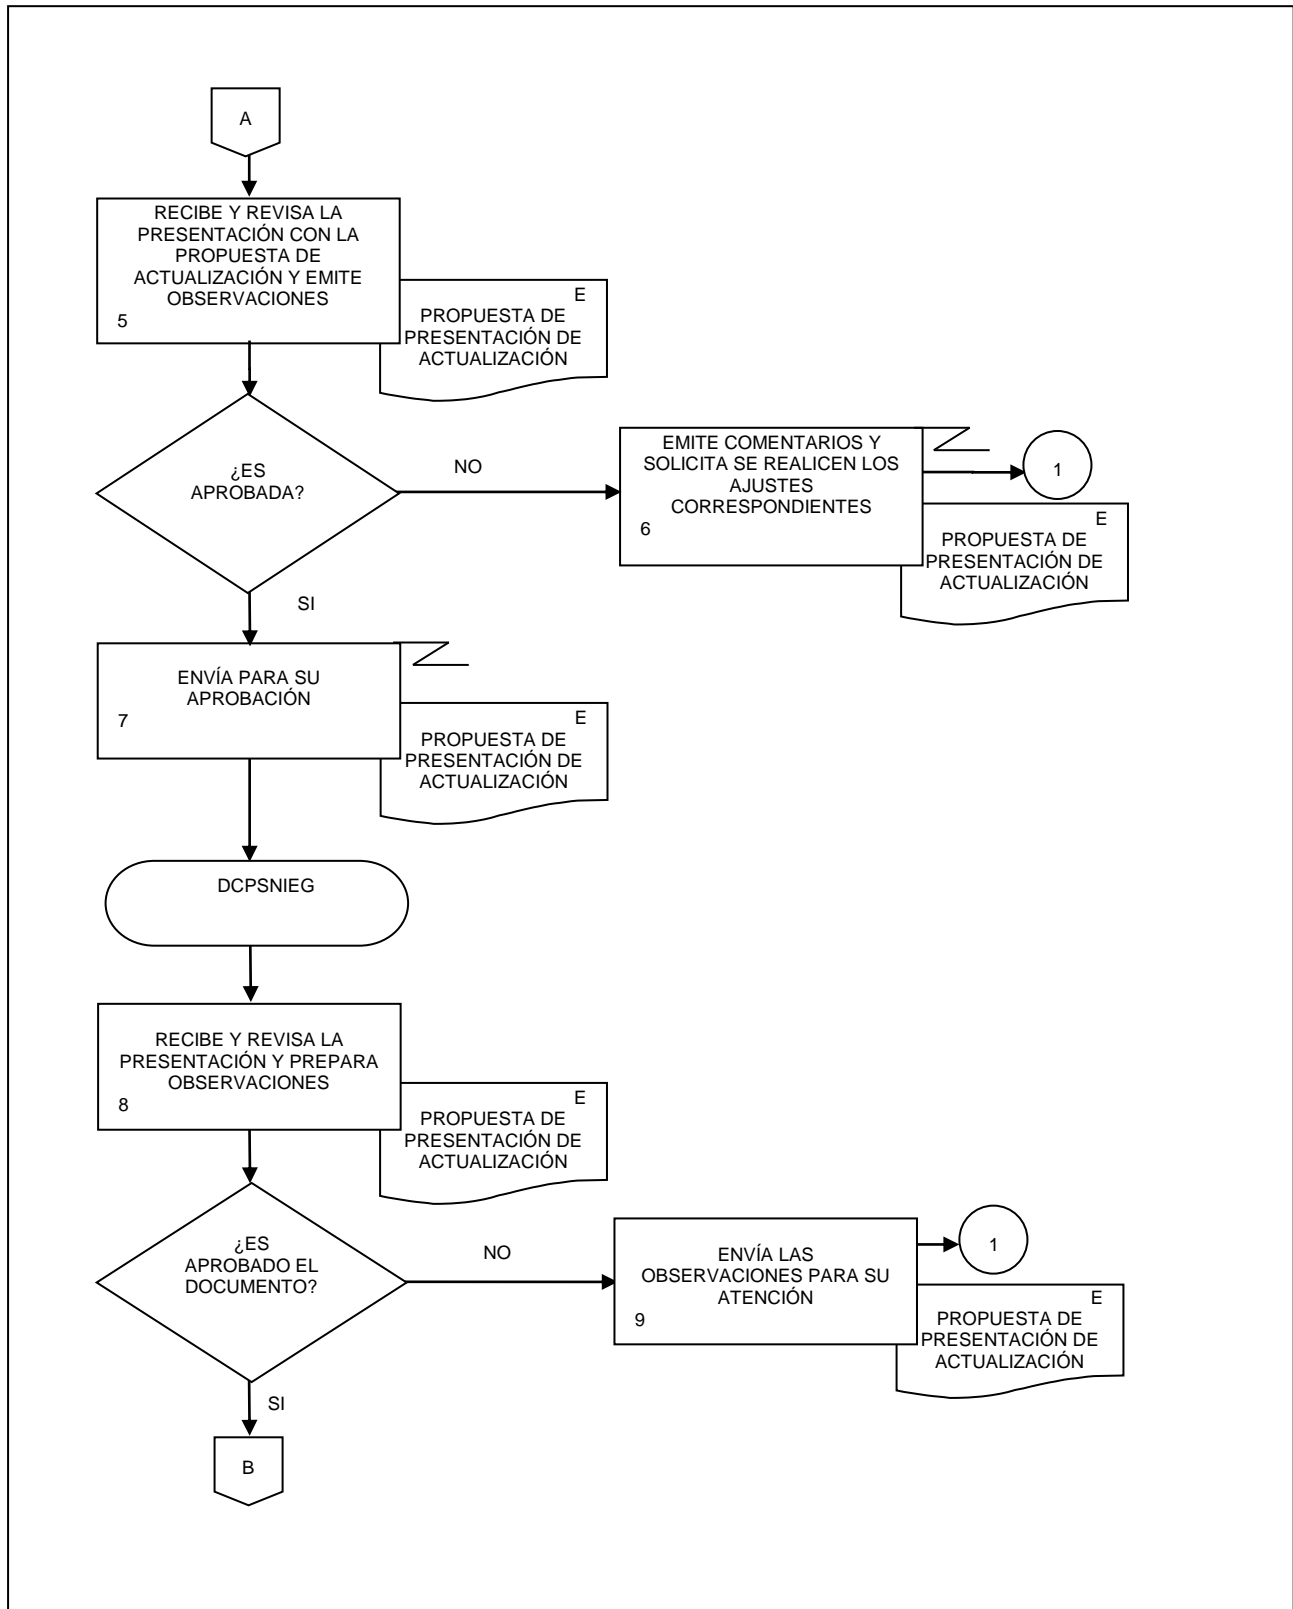 A
RECIBE Y REVISA LA
PRESENTACIÓN CON LA
PROPUESTA DE
ACTUALIZACIÓN Y EMITE
OBSERVACIONES
5
E
PROPUESTA DE
PRESENTACIÓN DE
ACTUALIZACIÓN
¿ES
APROBADA?
NO
EMITE COMENTARIOS Y
SOLICITA SE REALICEN LOS
AJUSTES
CORRESPONDIENTES
6
1
E
PROPUESTA DE
PRESENTACIÓN DE
ACTUALIZACIÓN
SI
ENVÍA PARA SU
APROBACIÓN
7
E
PROPUESTA DE
PRESENTACIÓN DE
ACTUALIZACIÓN
DCPSNIEG
RECIBE Y REVISA LA
PRESENTACIÓN Y PREPARA
OBSERVACIONES
8
E
PROPUESTA DE
PRESENTACIÓN DE
ACTUALIZACIÓN
¿ES
APROBADO EL
DOCUMENTO?
NO
ENVÍA LAS
OBSERVACIONES PARA SU
ATENCIÓN
9
1
E
PROPUESTA DE
PRESENTACIÓN DE
ACTUALIZACIÓN
SI
B